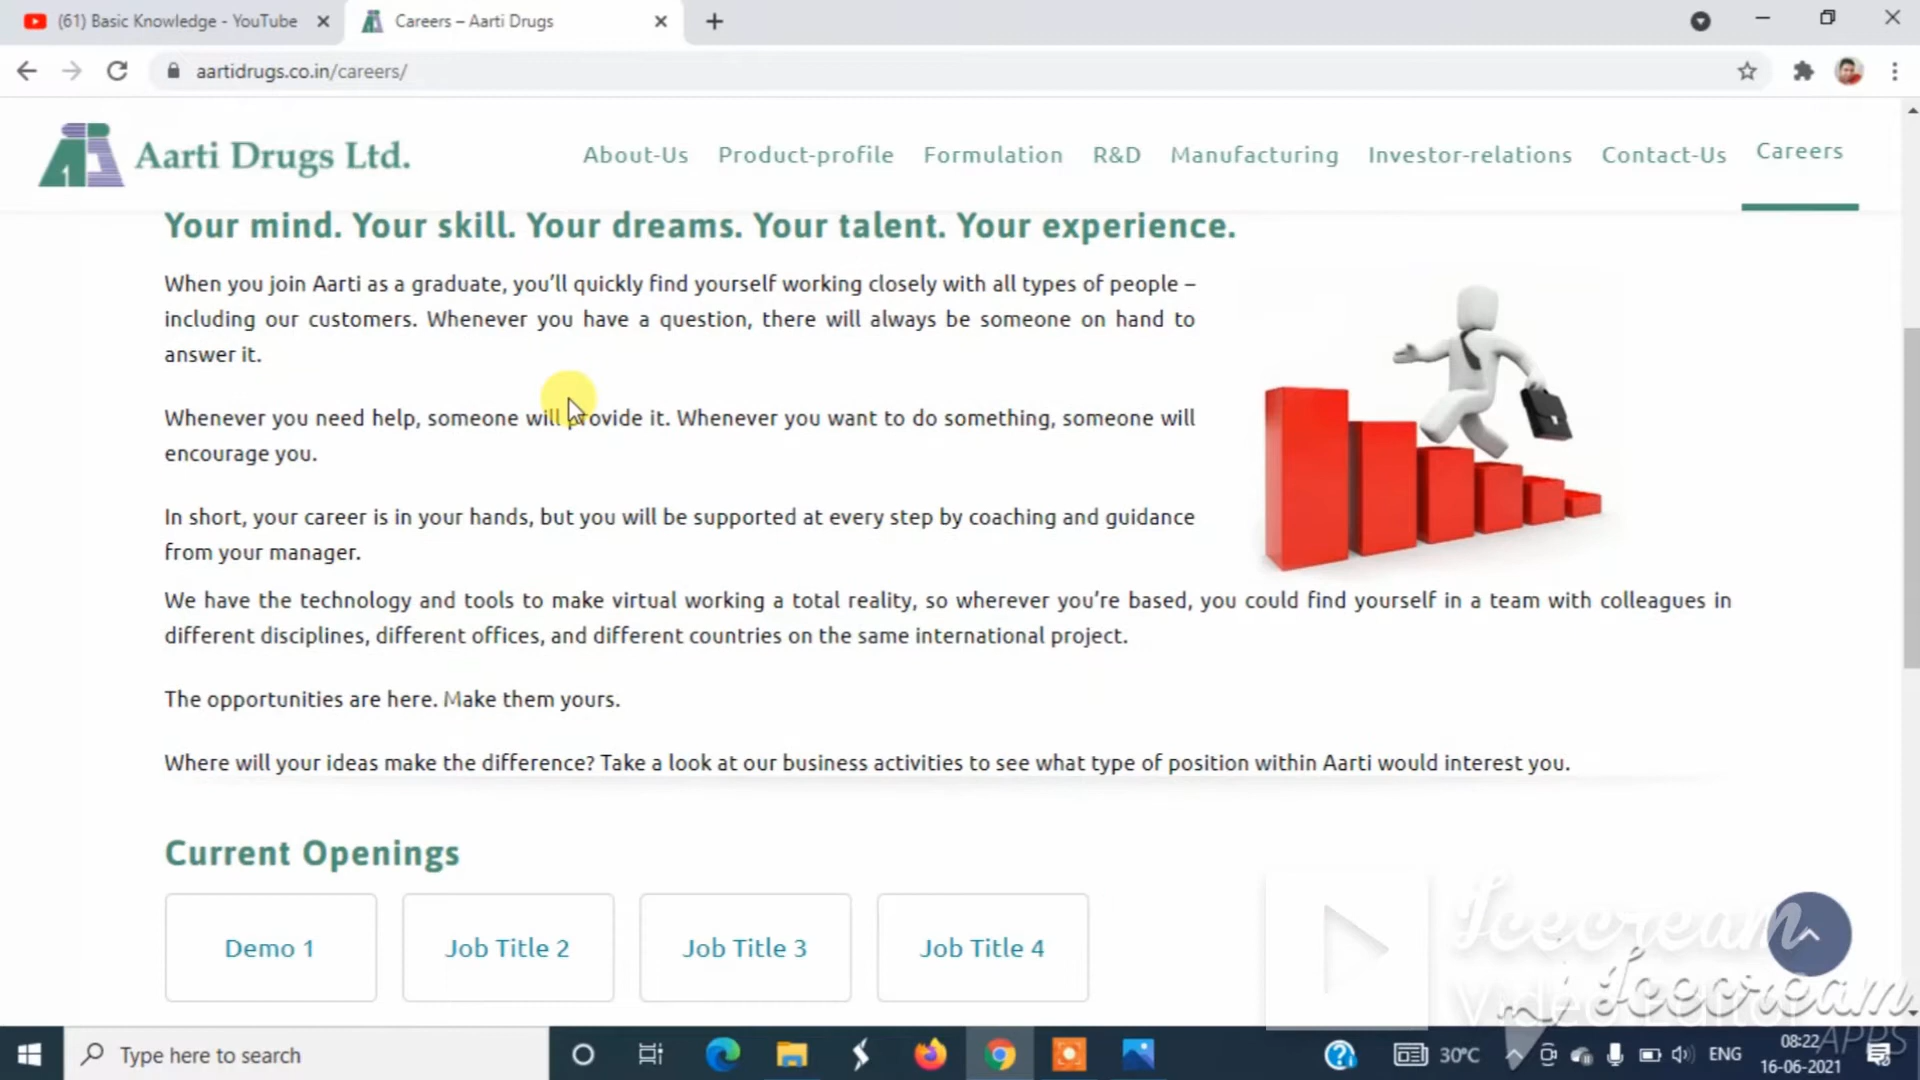 (61) Basic Knowledge - YouTube
Careers – Aarti Drugs
aartidrugs.co.in/careers/
Aarti Drugs Ltd.
About-Us
Product-profile
Formulation
R&D
Manufacturing
Investor-relations
Contact-Us
Careers
Your mind. Your skill. Your dreams. Your talent. Your experience.
When you join Aarti as a graduate, you’ll quickly find yourself working closely with all types of people –
including our customers. Whenever you have a question, there will always be someone on hand to
answer it.
Whenever you need help, someone will provide it. Whenever you want to do something, someone will
encourage you.
In short, your career is in your hands, but you will be supported at every step by coaching and guidance
from your manager.
We have the technology and tools to make virtual working a total reality, so wherever you’re based, you could find yourself in a team with colleagues in
different disciplines, different offices, and different countries on the same international project.
The opportunities are here. Make them yours.
Where will your ideas make the difference? Take a look at our business activities to see what type of position within Aarti would interest you.
Current Openings
Demo 1
Job Title 2
Job Title 3
Job Title 4
Icecream
Video Editor
Icecream
APPS
Type here to search
30°C
ENG
08:22
16-06-2021